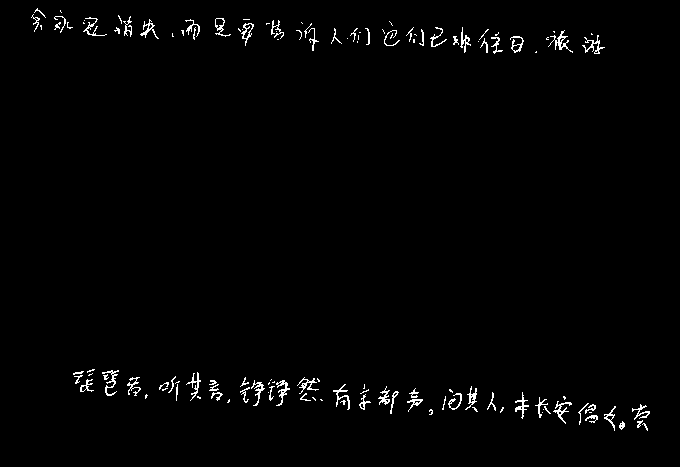 会永远消失,而是要告诉人们它们已非往日.旅游
琵琶者,听其音,铮铮然有京都声。问其人,本长安倡女。尝